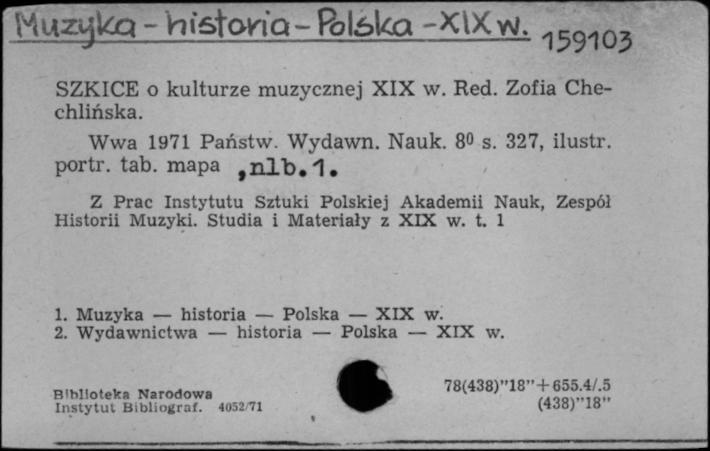 Muzyka - historia - Polska - XIX w.
159103
SZKICE o kulturze muzycznej XIX w. Red. Zofia Che-
chlińska.
Wwa 1971 Państw. Wydawn. Nauk. 8º s. 327, ilustr.
portr. tab. mapa , nlb. 1.
Z Prac Instytutu Sztuki Polskiej Akademii Nauk, Zespół
Historii Muzyki. Studia i Materiały z XIX w. t. 1
1. Muzyka — historia — Polska — XIX w.
2. Wydawnictwa — historia — Polska — XIX w.
Biblioteka Narodowa
Instytut Bibliograf. 4052/71
78(438)"18"+655.4/.5
(438)"18"